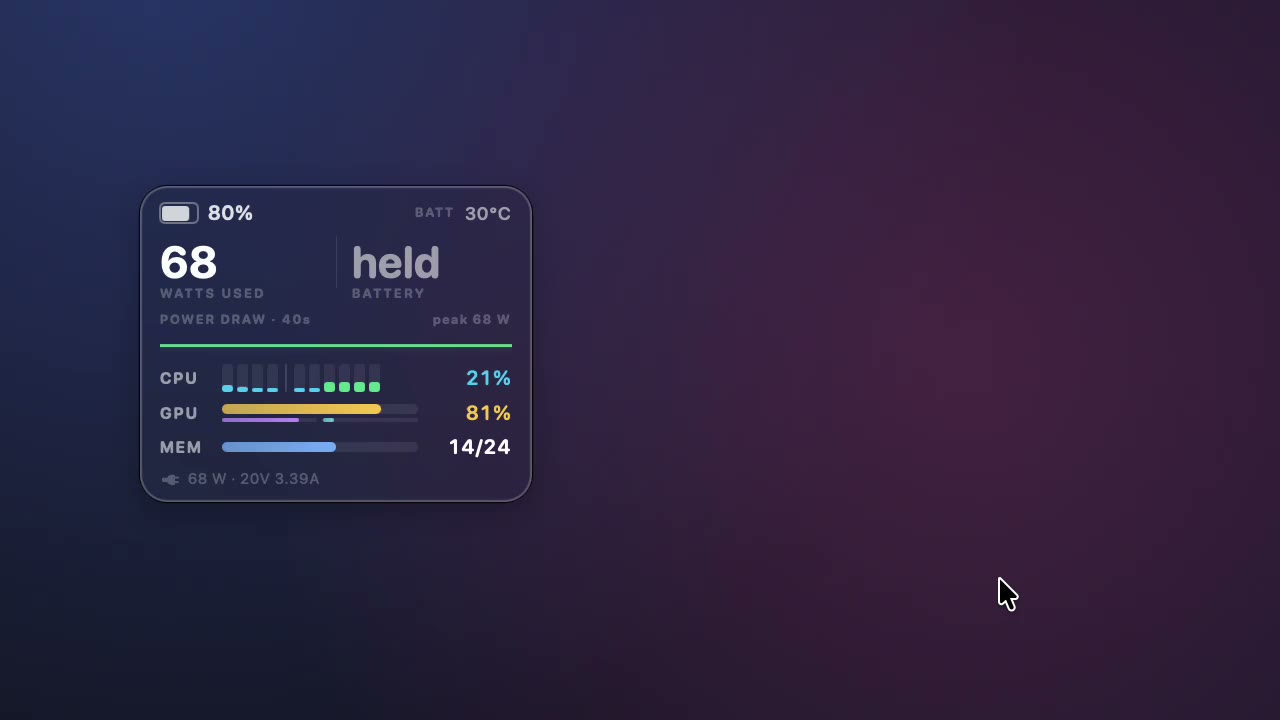 80% BATT 30°C
68 held
WATTS USED BATTERY
POWER DRAW · 40s peak 68 W
CPU 21%
GPU 81%
MEM 14/24
68 W · 20V 3.39A